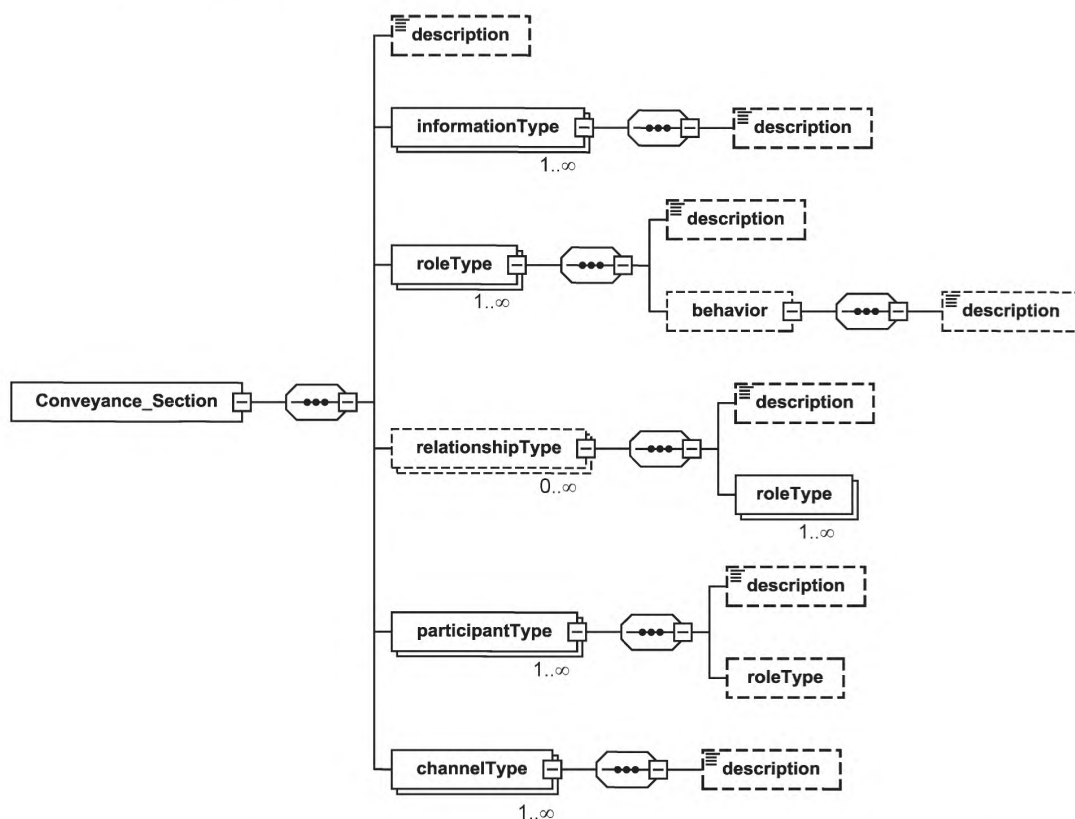 description
informationType
1..∞
description
roleType
1..∞
description
behavior
description
Conveyance_Section
relationshipType
0..∞
description
roleType
1..∞
participantType
1..∞
description
roleType
channelType
1..∞
description